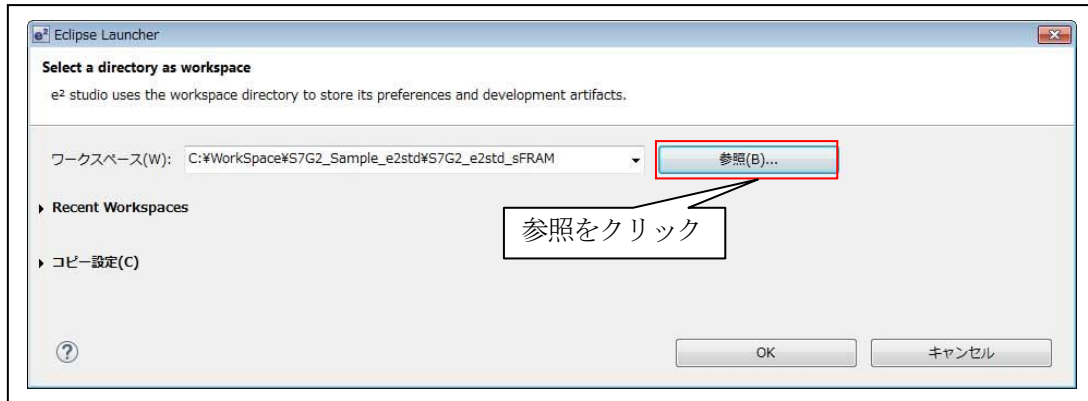 e² Eclipse Launcher
Select a directory as workspace
e² studio uses the workspace directory to store its preferences and development artifacts.
ワークスペース(W): C:¥WorkSpace¥S7G2_Sample_e2std¥S7G2_e2std_sFRAM 参照(B)...
Recent Workspaces
参照をクリック
コピー設定(C)
? OK キャンセル